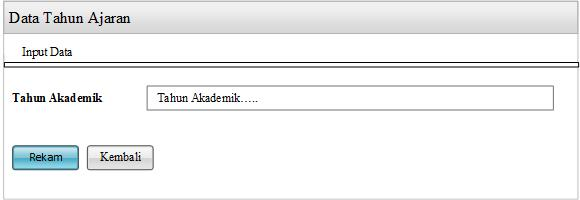 Data Tahun Ajaran
Input Data
Tahun Akademik
Tahun Akademik.....
Rekam
Kembali